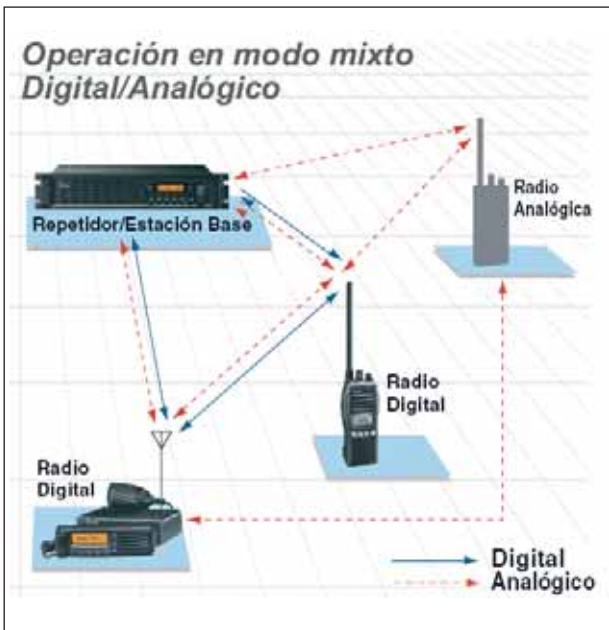 Operación en modo mixto
Digital/Analógico
Repetidor/Estación Base
Radio
Analógica
Radio
Digital
Radio
Digital
Digital
Analógico